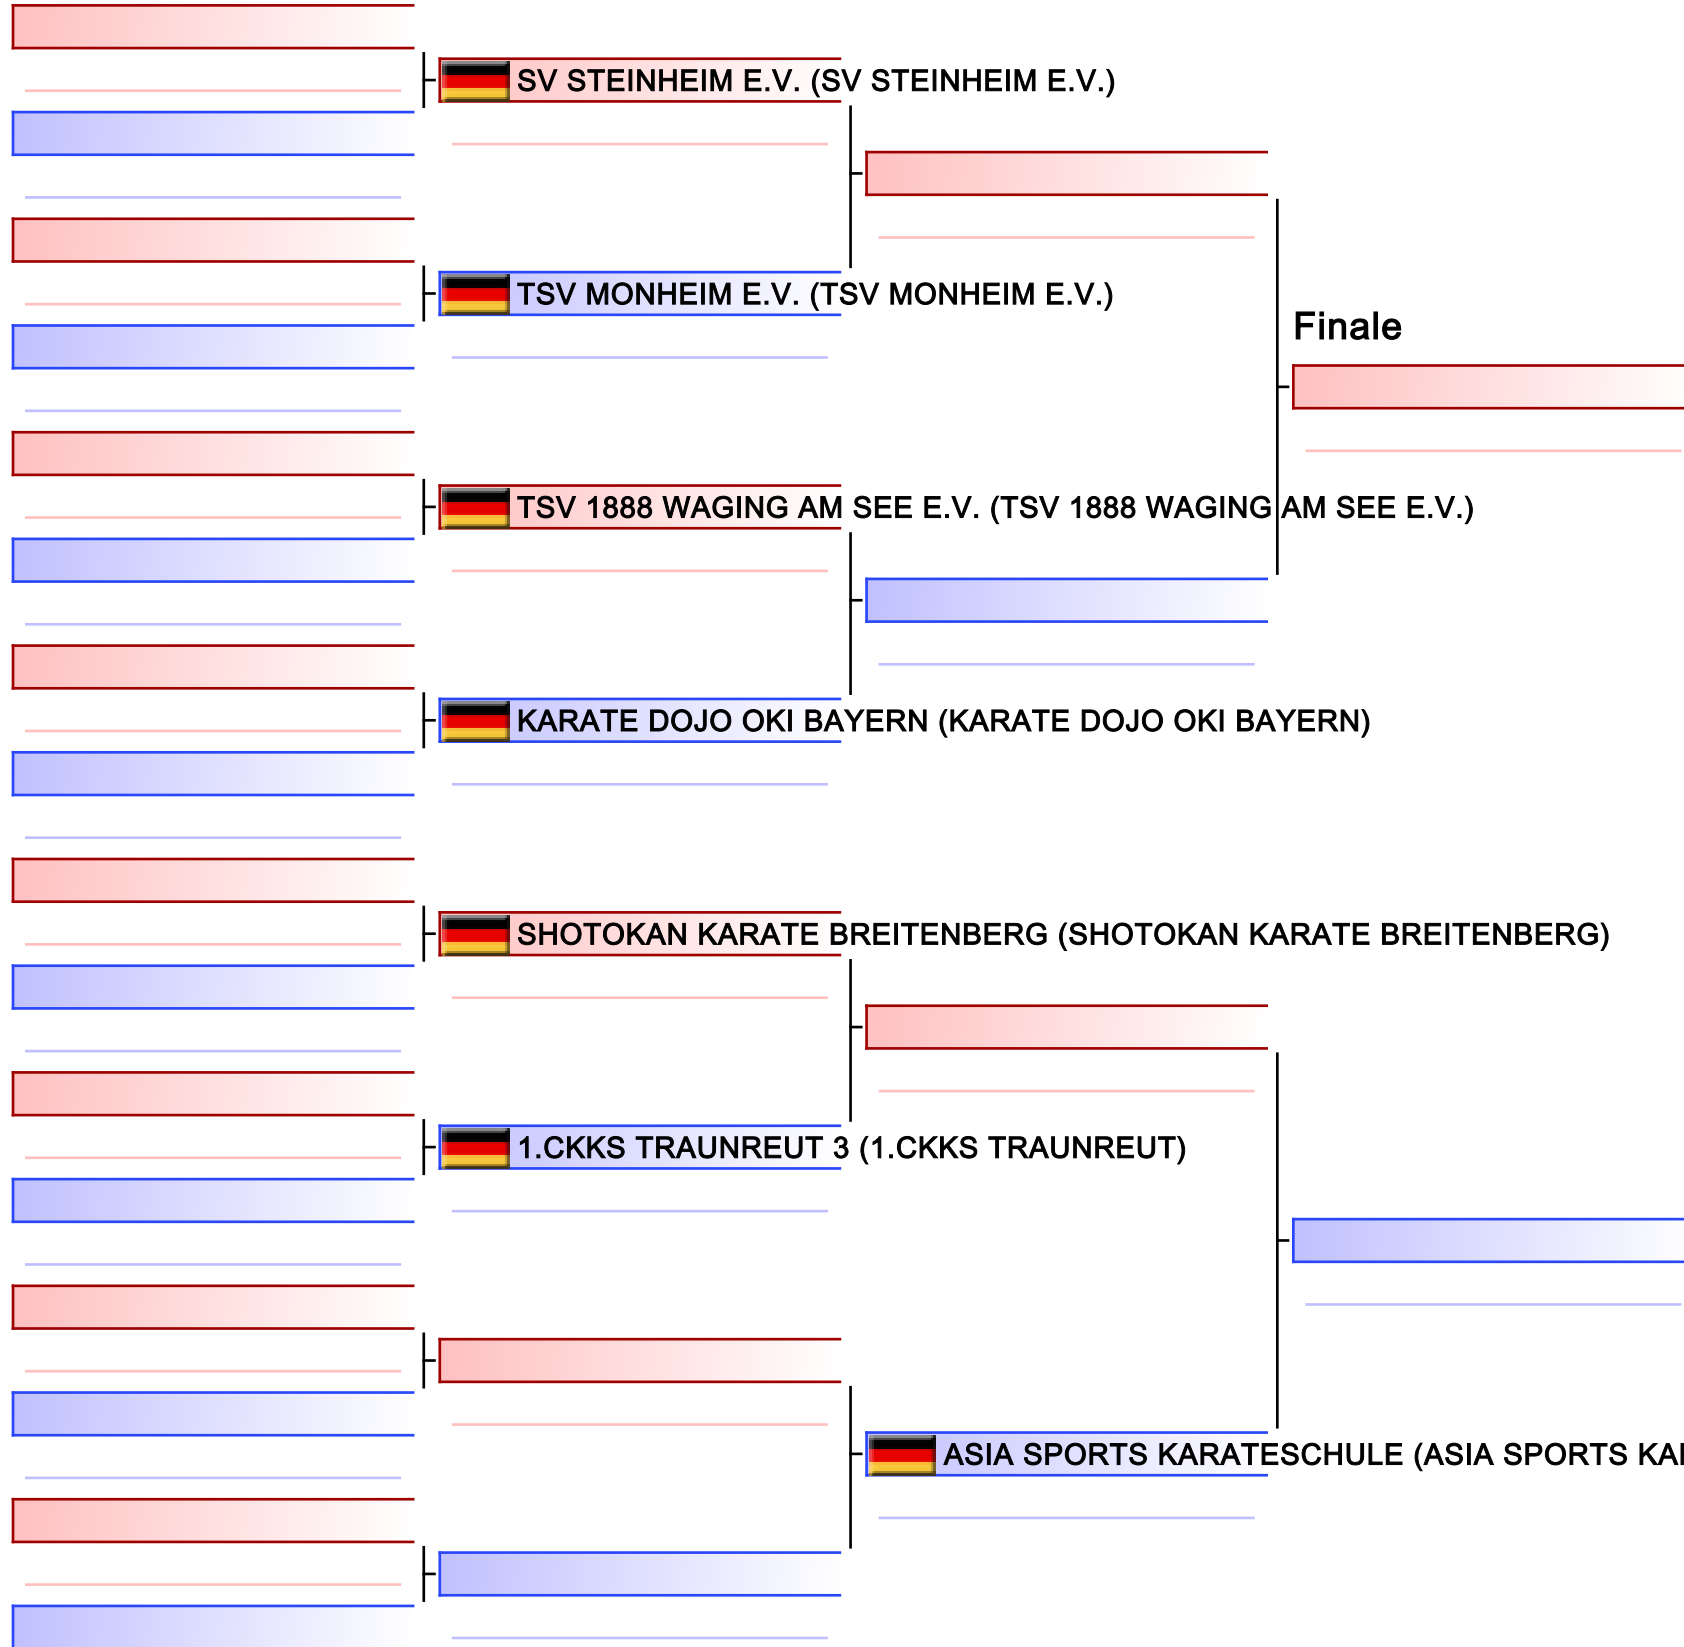 SV STEINHEIM E.V. (SV STEINHEIM E.V.)
TSV MONHEIM E.V. (TSV MONHEIM E.V.)
Finale
TSV 1888 WAGING AM SEE E.V. (TSV 1888 WAGING AM SEE E.V.)
KARATE DOJO OKI BAYERN (KARATE DOJO OKI BAYERN)
SHOTOKAN KARATE BREITENBERG (SHOTOKAN KARATE BREITENBERG)
1.CKKS TRAUNREUT 3 (1.CKKS TRAUNREUT)
ASIA SPORTS KARATESCHULE (ASIA SPORTS